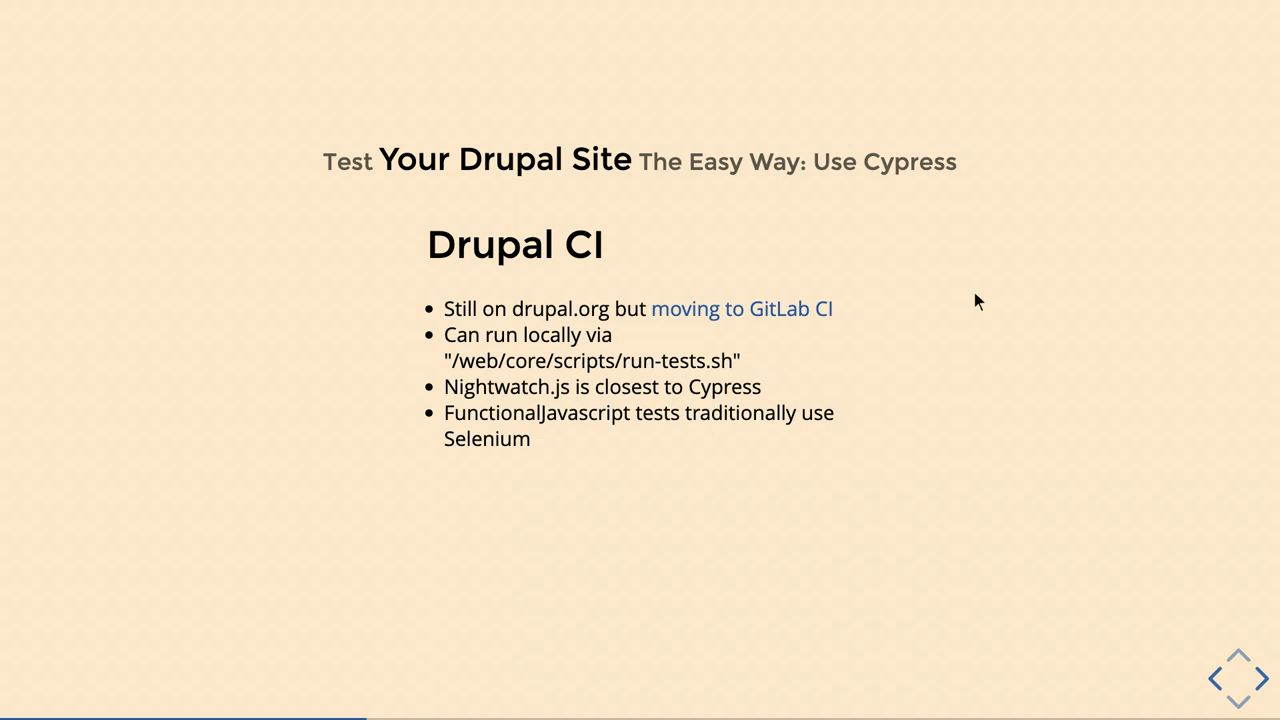 Test Your Drupal Site The Easy Way: Use Cypress
Drupal CI
• Still on drupal.org but moving to GitLab CI
• Can run locally via
"/web/core/scripts/run-tests.sh"
• Nightwatch.js is closest to Cypress
• FunctionalJavascript tests traditionally use
Selenium